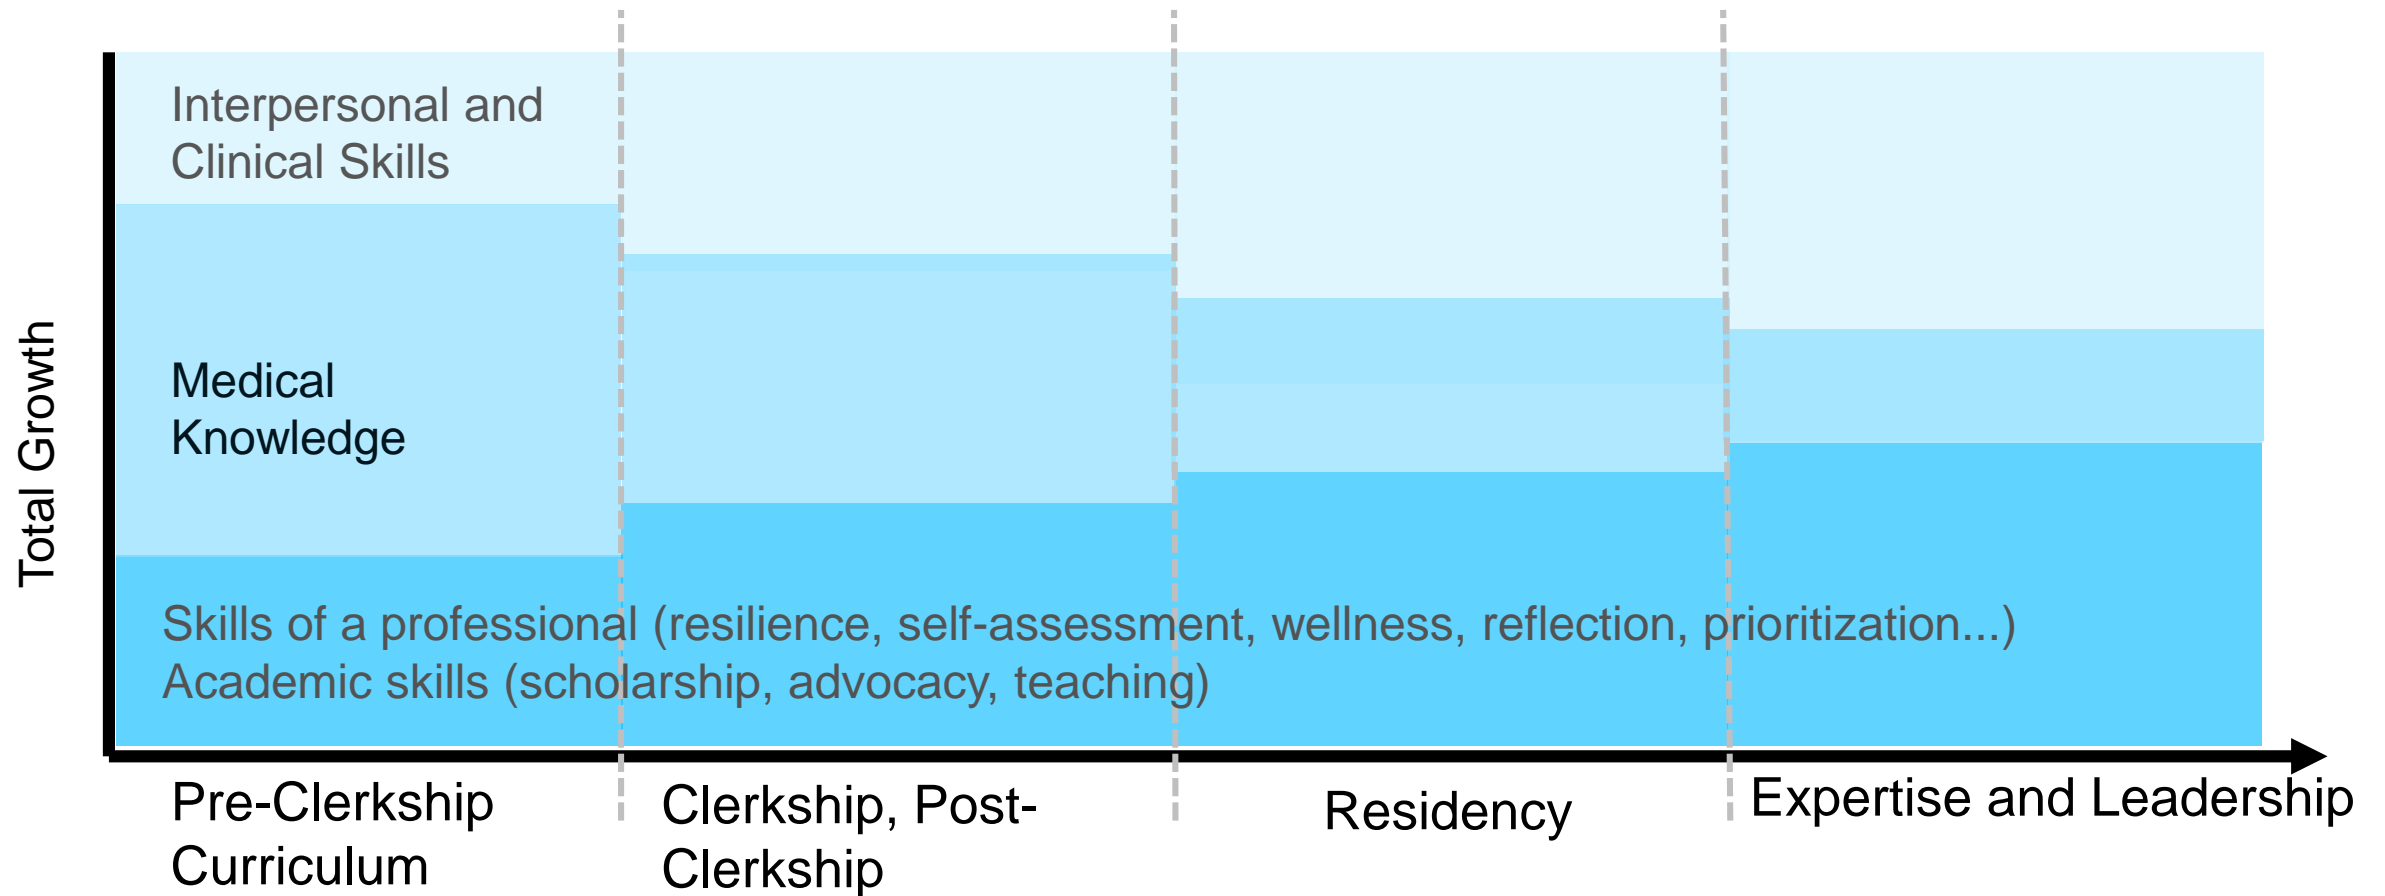 Interpersonal and
Clinical Skills
Medical
Knowledge
Total Growth
Skills of a professional (resilience, self-assessment, wellness, reflection, prioritization...)
Academic skills (scholarship, advocacy, teaching)
Pre-Clerkship
Curriculum
Clerkship, Post-
Clerkship
Residency
Expertise and Leadership